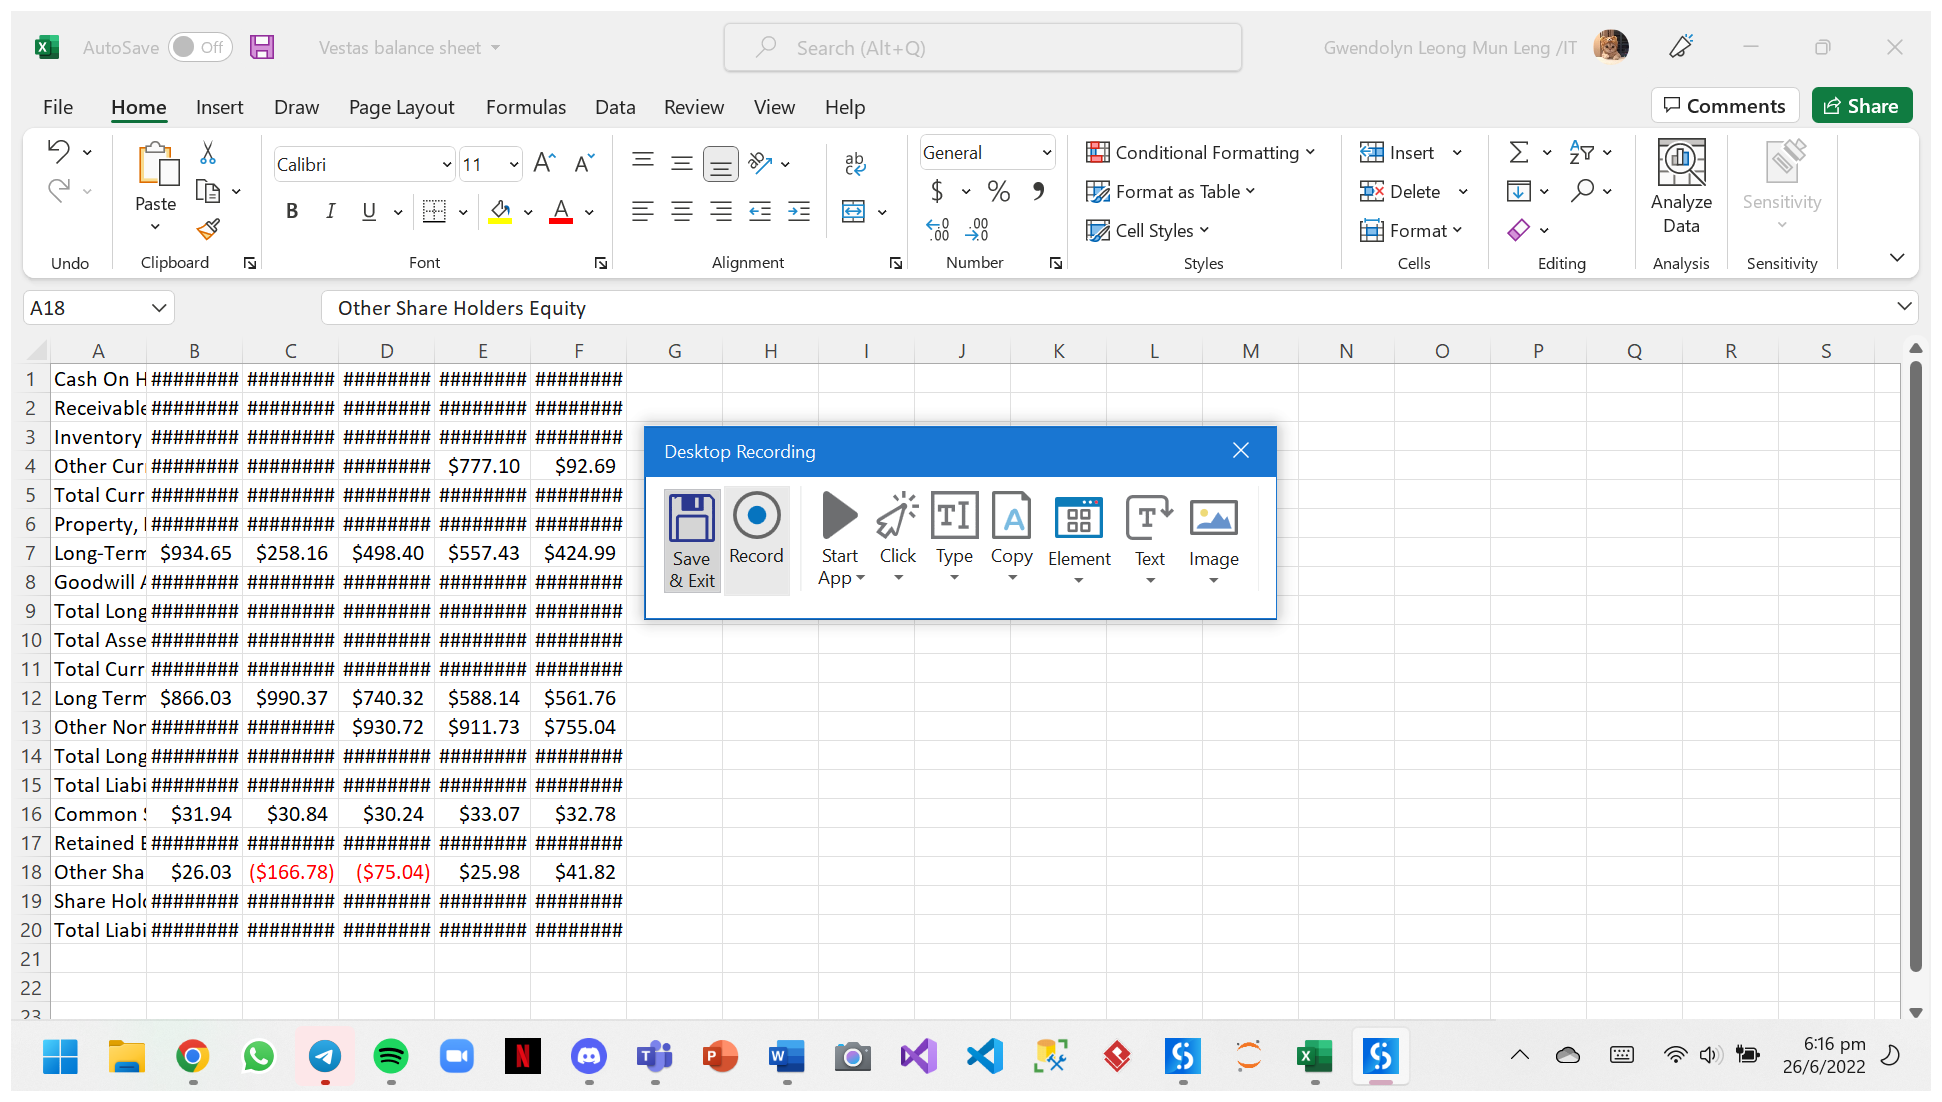 AutoSave Off Vestas balance sheet Search (Alt+Q) Gwendolyn Leong Mun Leng /IT
File Home Insert Draw Page Layout Formulas Data Review View Help Comments Share
Paste
Calibri 11
B I U A
ab
General
$ % 9
Conditional Formatting
Format as Table
Cell Styles
Insert
Delete
Format
Analyze
Data
Sensitivity
Undo Clipboard Font Alignment Number Styles Cells Editing Analysis Sensitivity
A18 Other Share Holders Equity
A B C D E F G H I J K L M N O P Q R S
1 Cash On H ######## ######## ######## ######## ########
2 Receivable ######## ######## ######## ######## ########
3 Inventory ######## ######## ######## ######## ########
4 Other Curr ######## ######## ######## $777.10 $92.69
5 Total Curr ######## ######## ######## ######## ########
6 Property, ######## ######## ######## ######## ########
7 Long-Term $934.65 $258.16 $498.40 $557.43 $424.99
8 Goodwill A ######## ######## ######## ######## ########
9 Total Long ######## ######## ######## ######## ########
10 Total Asse ######## ######## ######## ######## ########
11 Total Curr ######## ######## ######## ######## ########
12 Long Term $866.03 $990.37 $740.32 $588.14 $561.76
13 Other Non ######## ######## $930.72 $911.73 $755.04
14 Total Long ######## ######## ######## ######## ########
15 Total Liabi ######## ######## ######## ######## ########
16 Common S $31.94 $30.84 $30.24 $33.07 $32.78
17 Retained E ######## ######## ######## ######## ########
18 Other Sha $26.03 ($166.78) ($75.04) $25.98 $41.82
19 Share Hold ######## ######## ######## ######## ########
20 Total Liabi ######## ######## ######## ######## ########
21
22
23
Desktop Recording
Save
& Exit
Record
Start
App
Click
Type
Copy
Element
Text
Image
6:16 pm
26/6/2022